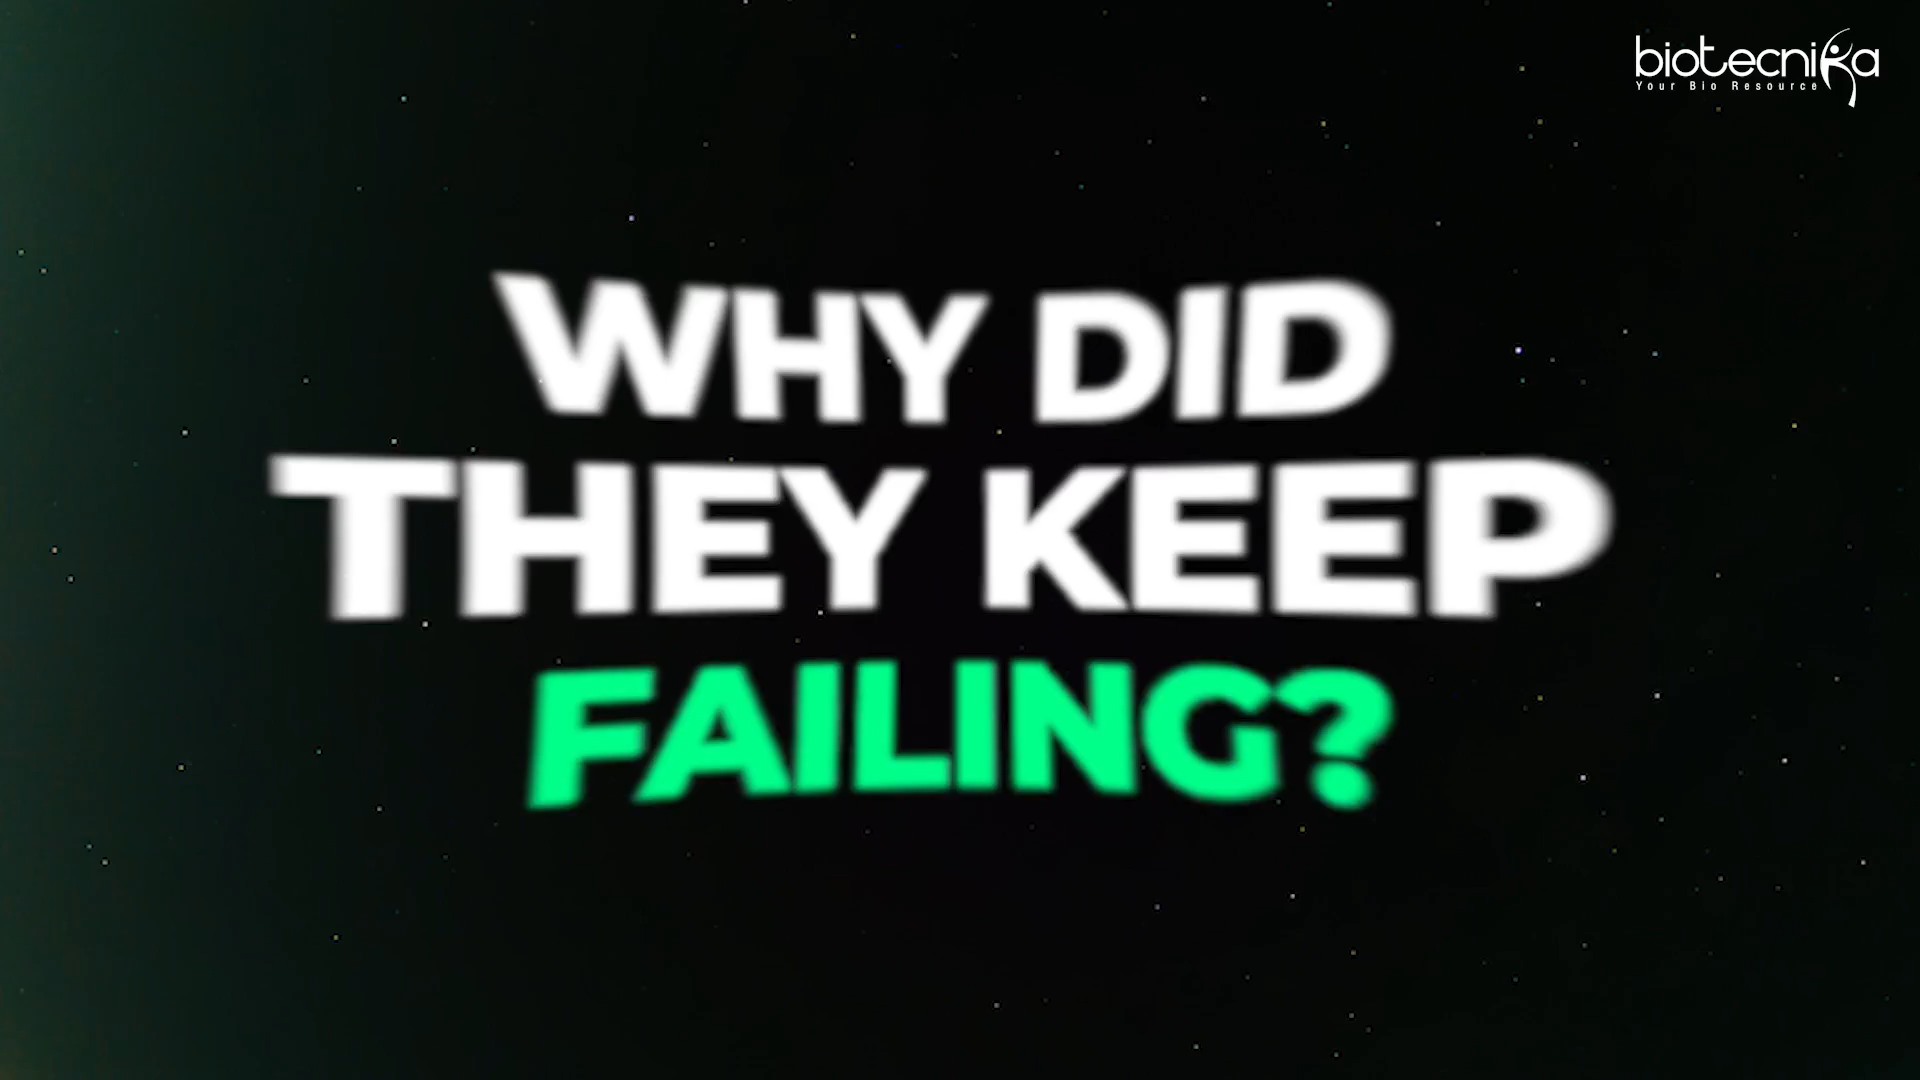 biotecnika
Your Bio Resource
WHY DID
THEY KEEP
FAILING?